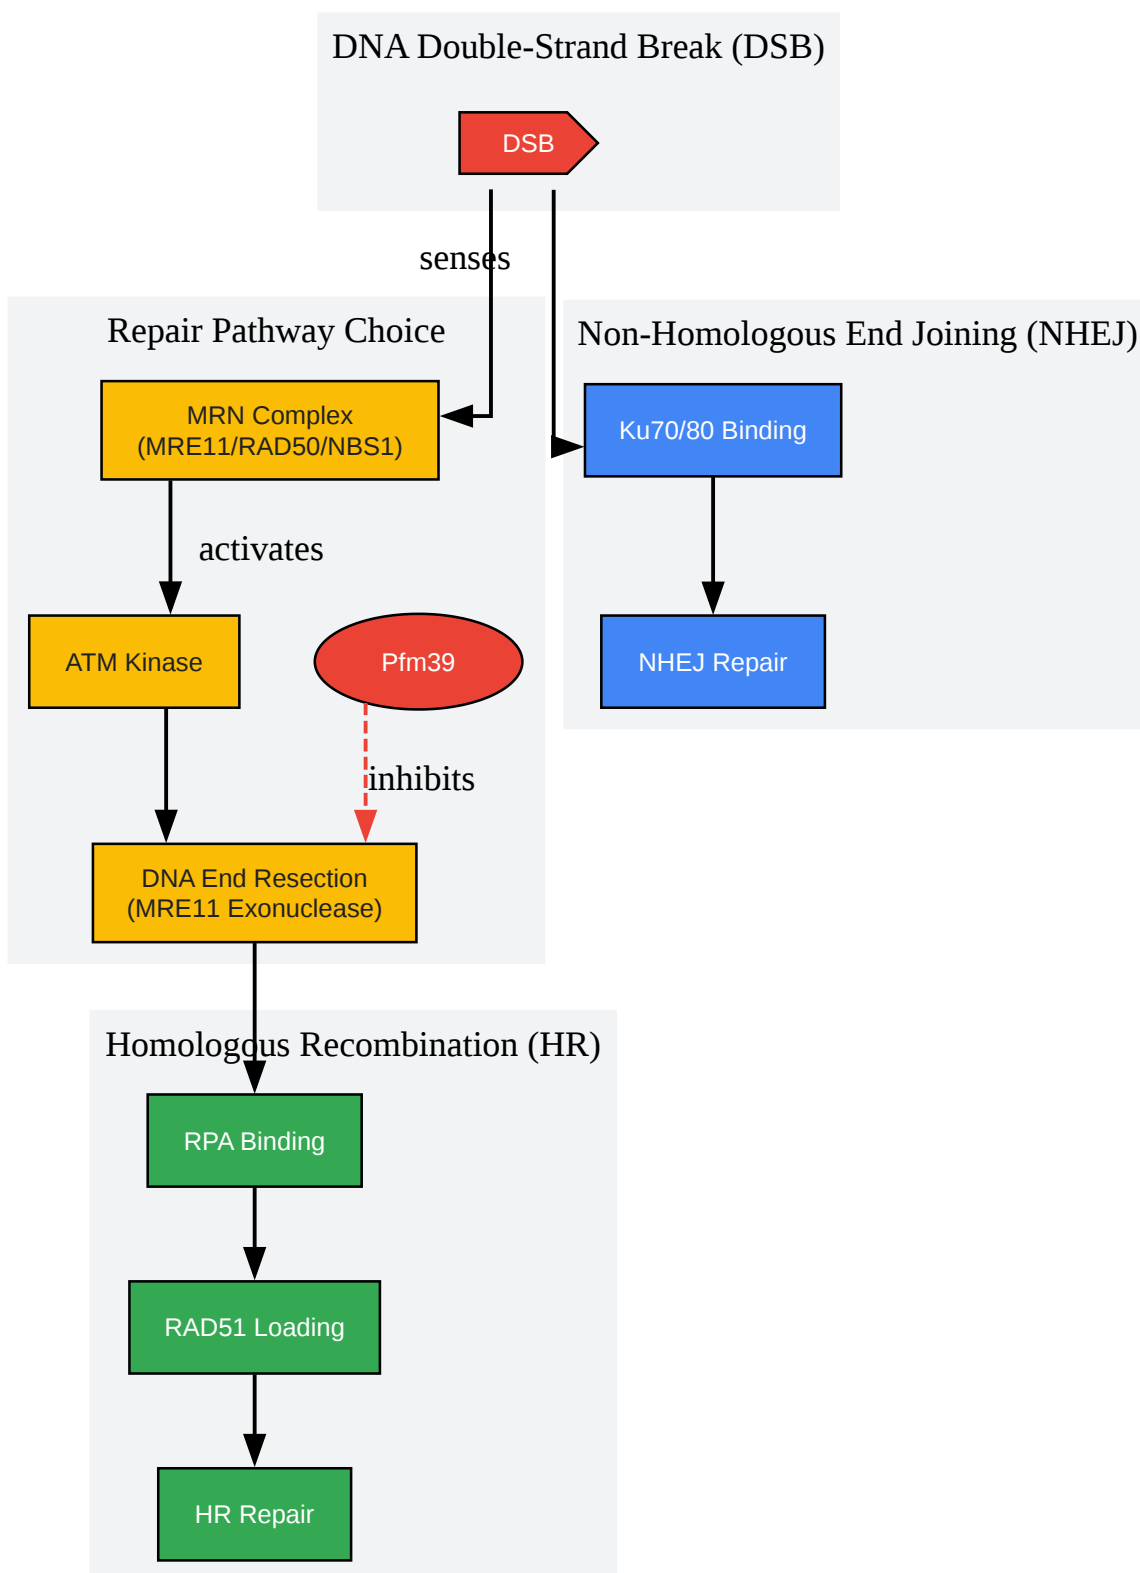 DNA Double-Strand Break (DSB)
DSB
senses
Repair Pathway Choice
Non-Homologous End Joining (NHEJ)
MRN Complex
(MRE11/RAD50/NBS1)
Ku70/80 Binding
activates
ATM Kinase
Pfm39
NHEJ Repair
inhibits
DNA End Resection
(MRE11 Exonuclease)
Homologous Recombination (HR)
RPA Binding
RAD51 Loading
HR Repair